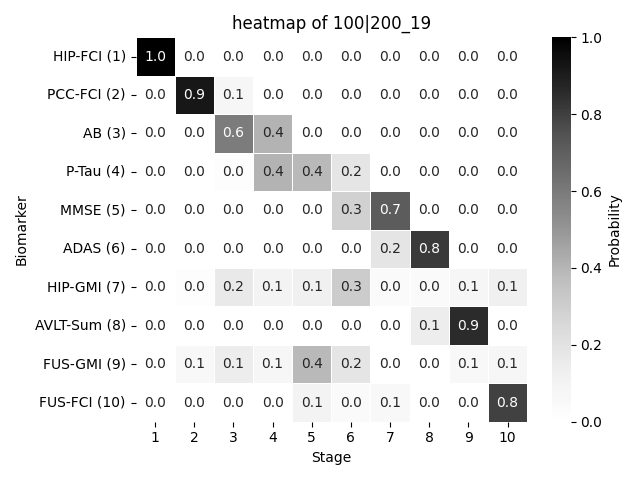 heatmap of 100|200_19
HIP-FCI (1) 1.0 0.0 0.0 0.0 0.0 0.0 0.0 0.0 0.0 0.0
PCC-FCI (2) 0.0 0.9 0.1 0.0 0.0 0.0 0.0 0.0 0.0 0.0
AB (3) 0.0 0.0 0.6 0.4 0.0 0.0 0.0 0.0 0.0 0.0
P-Tau (4) 0.0 0.0 0.0 0.4 0.4 0.2 0.0 0.0 0.0 0.0
MMSE (5) 0.0 0.0 0.0 0.0 0.0 0.3 0.7 0.0 0.0 0.0
ADAS (6) 0.0 0.0 0.0 0.0 0.0 0.0 0.2 0.8 0.0 0.0
HIP-GMI (7) 0.0 0.0 0.2 0.1 0.1 0.3 0.0 0.0 0.1 0.1
AVLT-Sum (8) 0.0 0.0 0.0 0.0 0.0 0.0 0.0 0.1 0.9 0.0
FUS-GMI (9) 0.0 0.1 0.1 0.1 0.4 0.2 0.0 0.0 0.1 0.1
FUS-FCI (10) 0.0 0.0 0.0 0.0 0.1 0.0 0.1 0.0 0.0 0.8
1 2 3 4 5 6 7 8 9 10
Stage
Biomarker
1.0
0.8
0.6
0.4
0.2
0.0
Probability